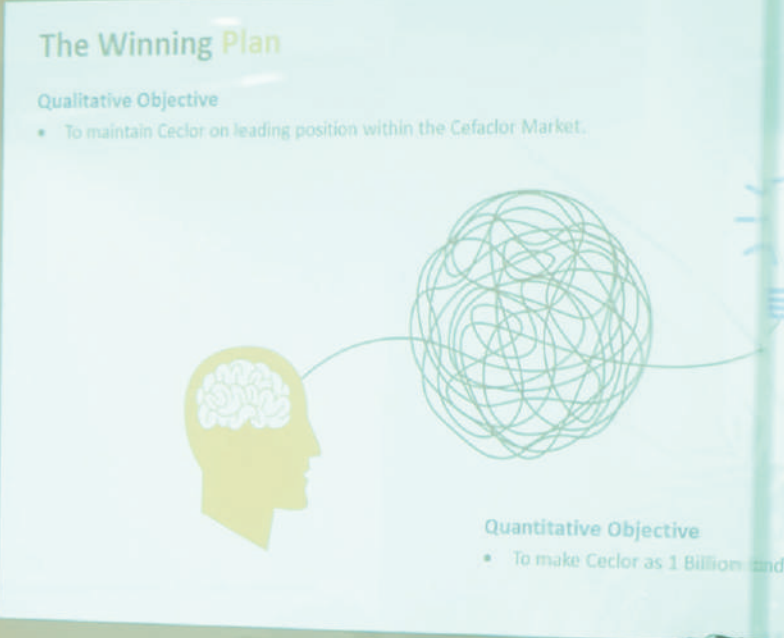 The Winning Plan
Qualitative Objective
• To maintain Ceclor on leading position within the Cefaclor Market.
Quantitative Objective
• To make Ceclor as 1 Billion